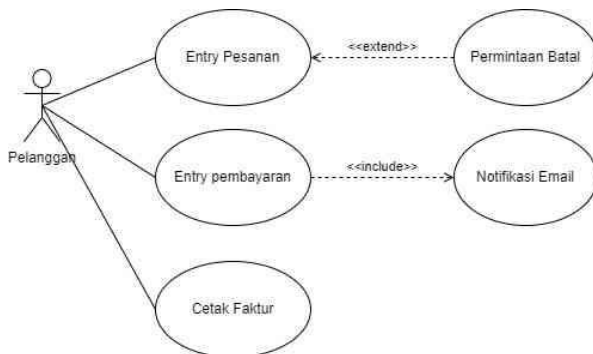 Entry Pesanan
<<extend>>
Permintaan Batal
Pelanggan
Entry pembayaran
<<include>>
Notifikasi Email
Cetak Faktur